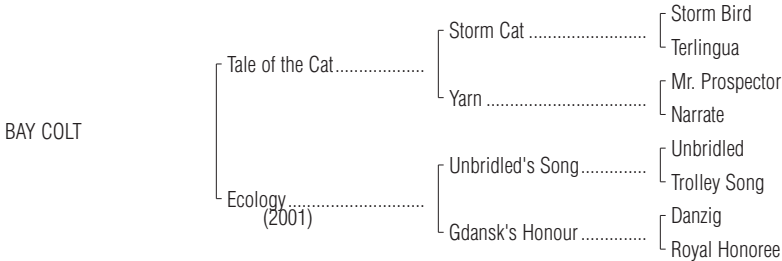 Storm Bird
Storm Cat ..........................
Terlingua
Tale of the Cat...................
Mr. Prospector
Yarn ...................................
Narrate
BAY COLT
Unbridled
Unbridled's Song..............
Trolley Song
Ecology.............................
(2001)
Danzig
Gdansk's Honour ..............
Royal Honoree